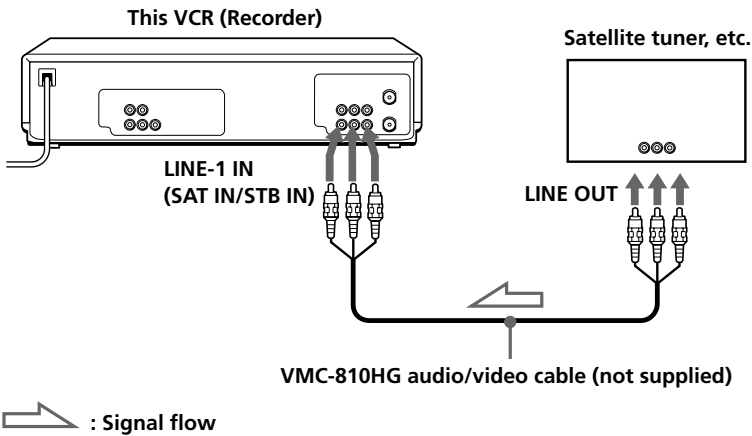 This VCR (Recorder)
Satellite tuner, etc.
LINE-1 IN
(SAT IN/STB IN)
LINE OUT
VMC-810HG audio/video cable (not supplied)
: Signal flow